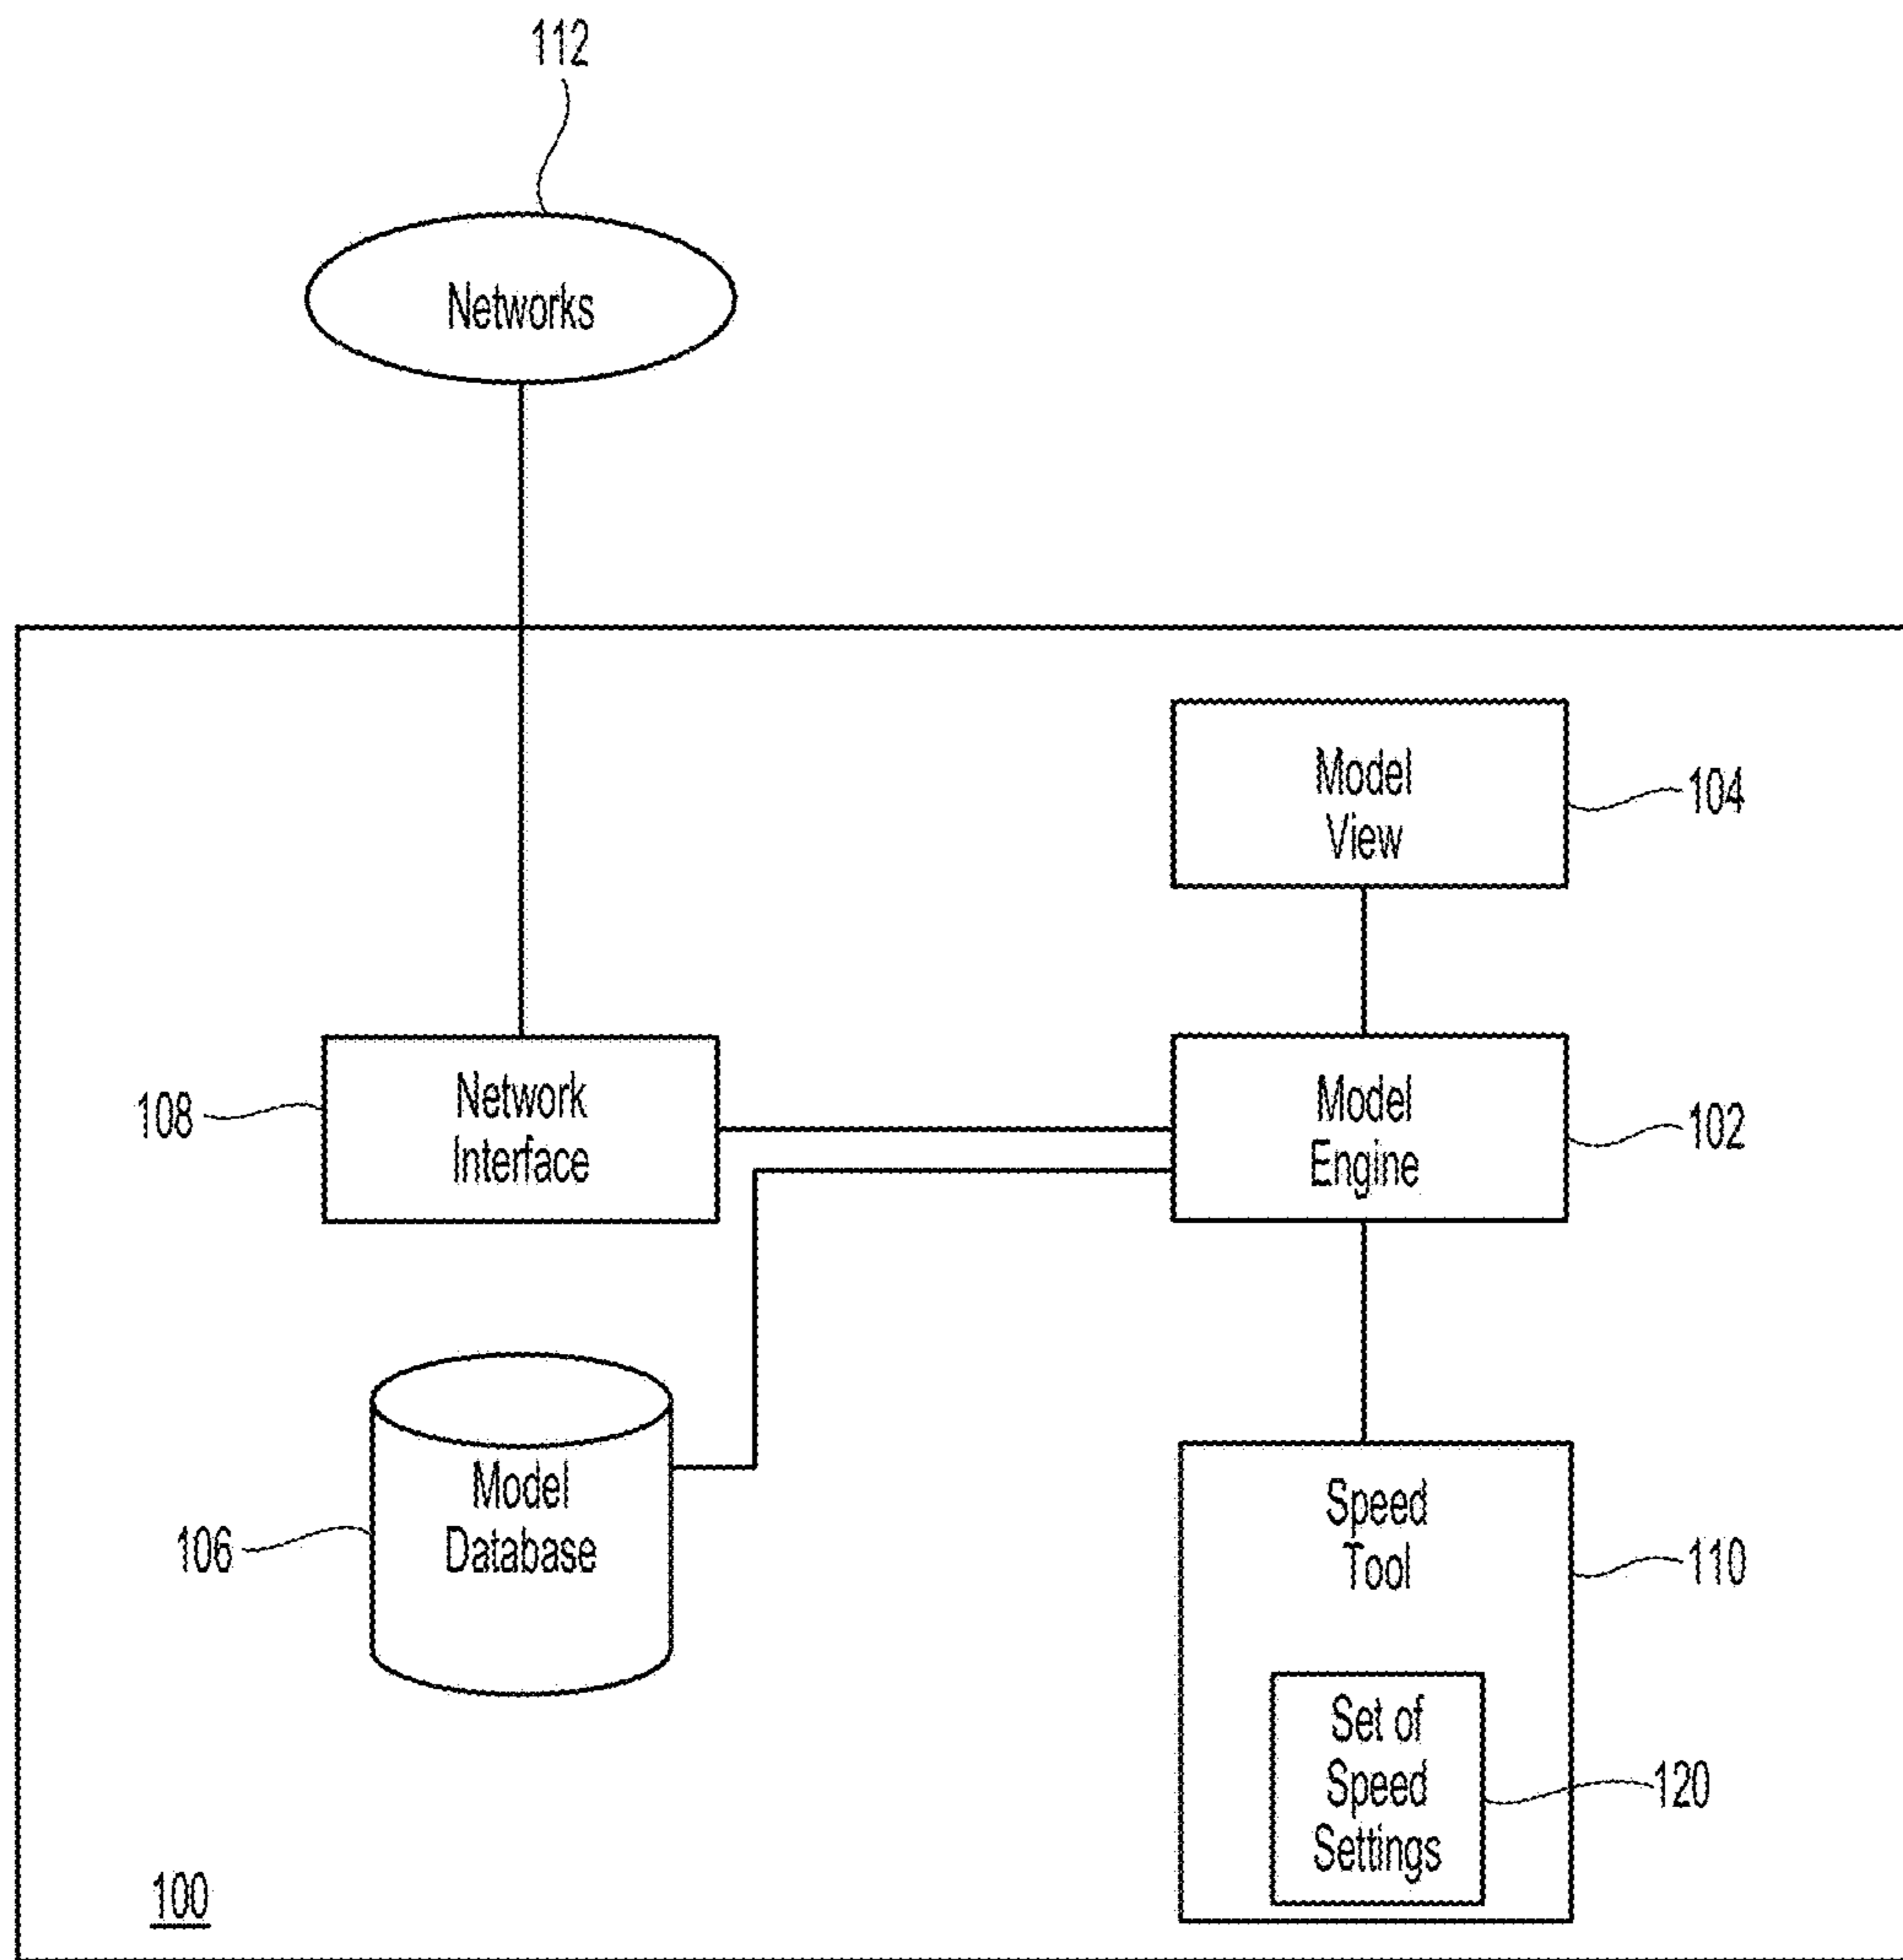 112
Networks
Model
View
104
108
Network
Interface
Model
Engine
102
106
Model
Database
Speed
Tool
110
Set of
Speed
Settings
120
100